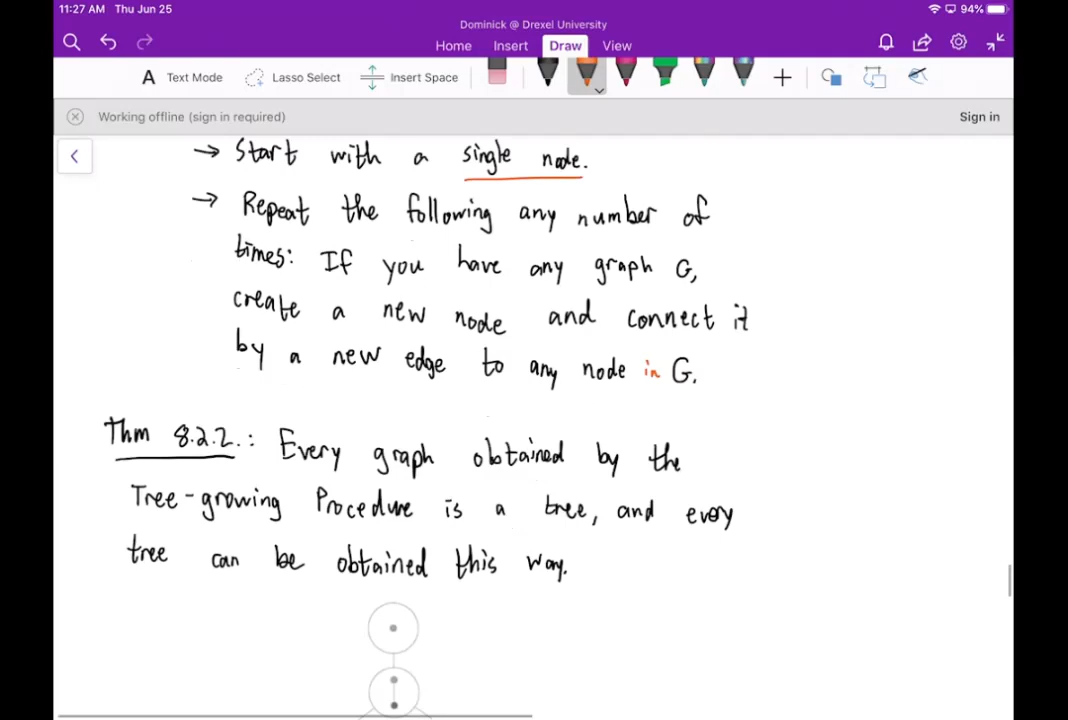 11:27 AM Thu Jun 25
94%
Dominick @ Drexel University
Home Insert Draw View
A Text Mode Lasso Select Insert Space
Working offline (sign in required) Sign in
→ Start with a single node.
→ Repeat the following any number of
times: If you have any graph G,
create a new node and connect it
by a new edge to any node in G.
Thm 8.2.2.: Every graph obtained by the
Tree-growing Procedure is a tree, and every
tree can be obtained this way.